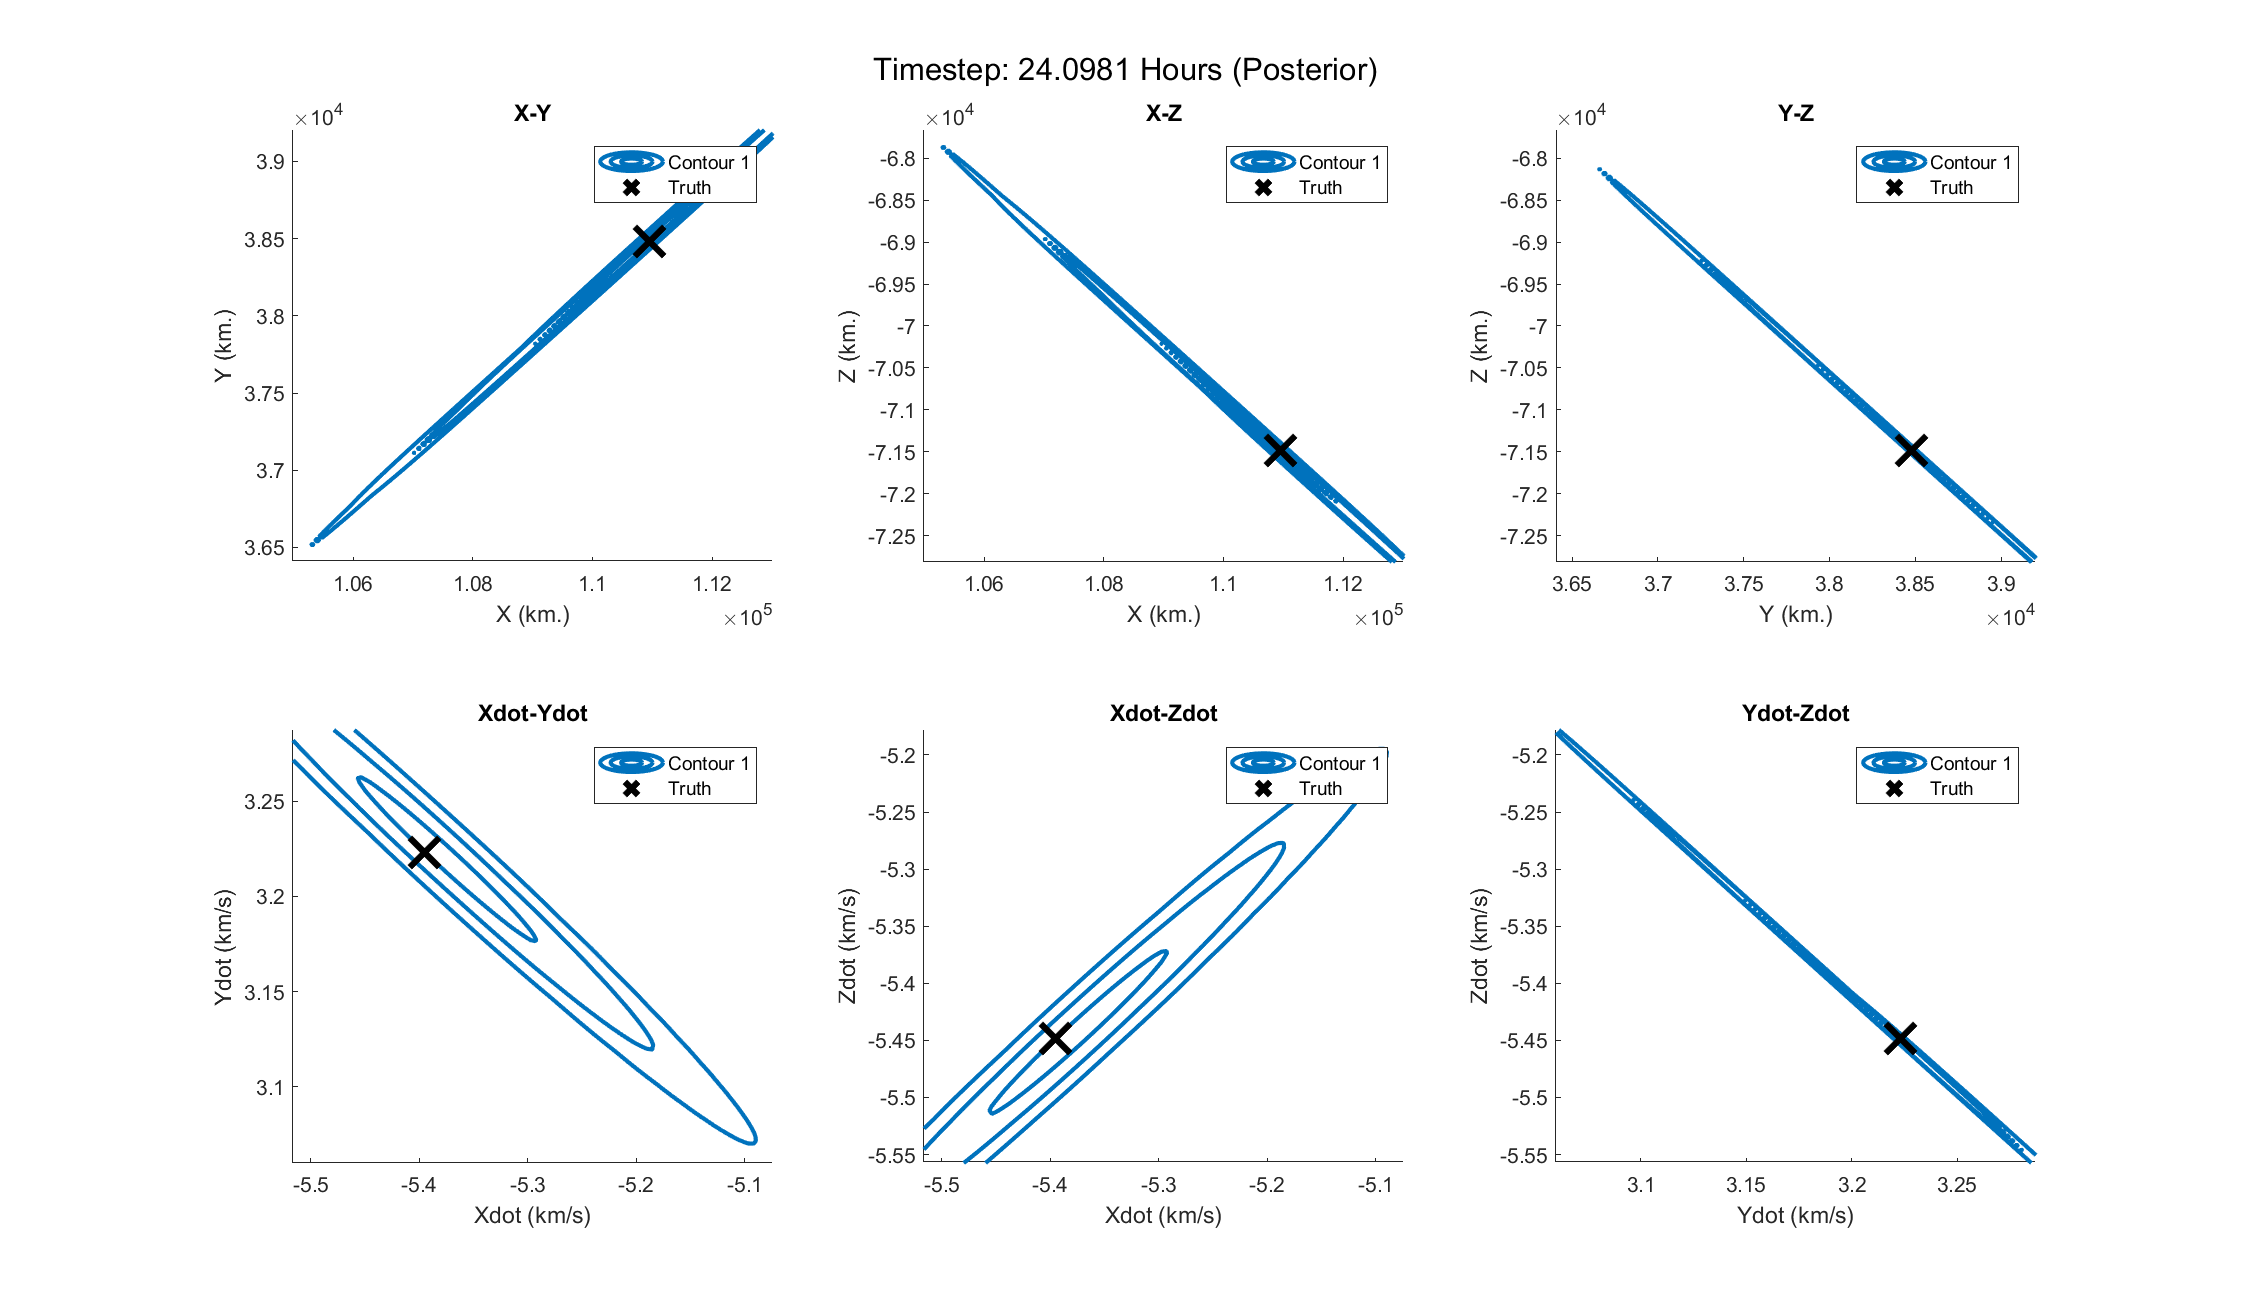 Timestep: 24.0981 Hours (Posterior)
X-Y
×10^4
3.9
3.85
3.8
3.75
3.7
3.65
Y (km.)
1.06 1.08 1.1 1.12
×10^5
X (km.)
Contour 1
Truth
X-Z
×10^4
-6.8
-6.85
-6.9
-6.95
-7
-7.05
-7.1
-7.15
-7.2
-7.25
Z (km.)
1.06 1.08 1.1 1.12
×10^5
X (km.)
Contour 1
Truth
Y-Z
×10^4
-6.8
-6.85
-6.9
-6.95
-7
-7.05
-7.1
-7.15
-7.2
-7.25
Z (km.)
3.65 3.7 3.75 3.8 3.85 3.9
×10^4
Y (km.)
Contour 1
Truth
Xdot-Ydot
3.25
3.2
3.15
3.1
Ydot (km/s)
-5.5 -5.4 -5.3 -5.2 -5.1
Xdot (km/s)
Contour 1
Truth
Xdot-Zdot
-5.2
-5.25
-5.3
-5.35
-5.4
-5.45
-5.5
-5.55
Zdot (km/s)
-5.5 -5.4 -5.3 -5.2 -5.1
Xdot (km/s)
Contour 1
Truth
Ydot-Zdot
-5.2
-5.25
-5.3
-5.35
-5.4
-5.45
-5.5
-5.55
Zdot (km/s)
3.1 3.15 3.2 3.25
Ydot (km/s)
Contour 1
Truth